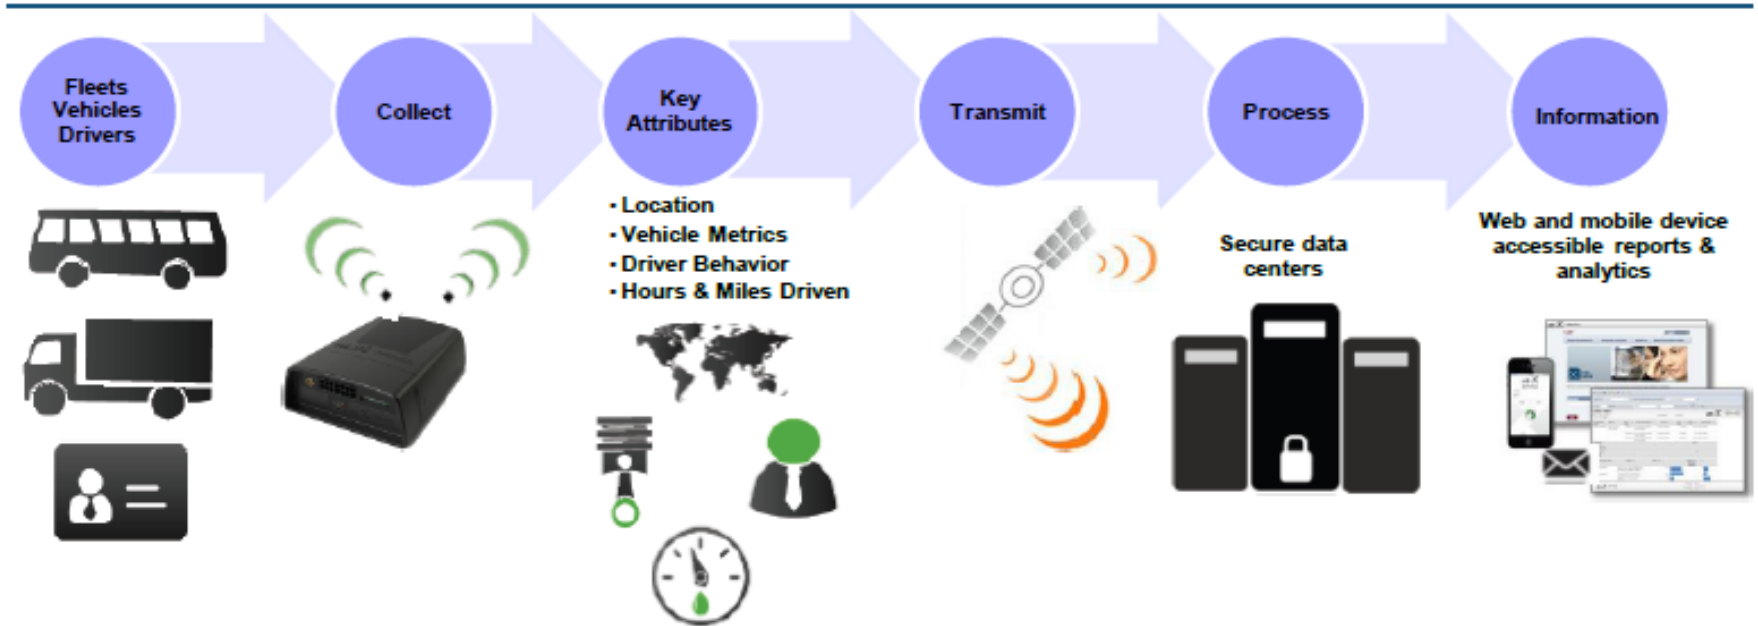 Fleets
Vehicles
Drivers
Collect
Key
Attributes
Transmit
Process
Information
▪ Location
▪ Vehicle Metrics
▪ Driver Behavior
▪ Hours & Miles Driven
Secure data
centers
Web and mobile device
accessible reports &
analytics